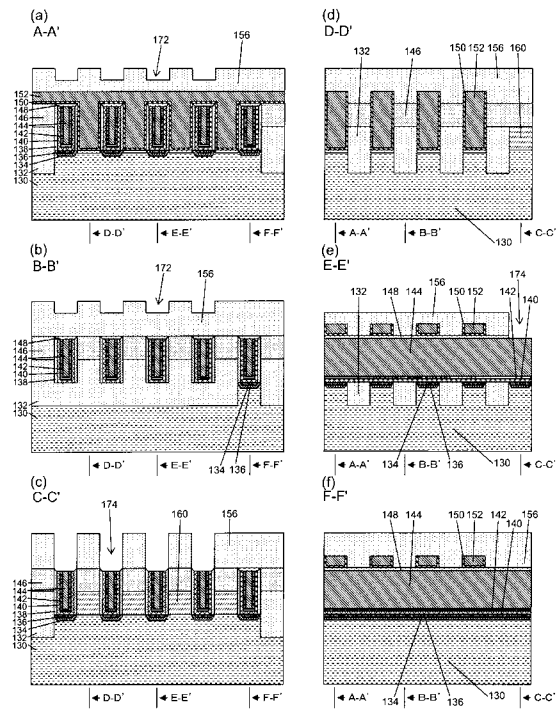 (a)
A-A'
172
156
152
150
148
146
144
142
140
138
136
134
132
130
D-D'
E-E'
F-F'
(b)
B-B'
172
156
148
146
144
142
140
138
132
130
134
136
D-D'
E-E'
F-F'
(c)
C-C'
174
160
156
146
144
142
140
138
136
134
132
130
D-D'
E-E'
F-F'
(d)
D-D'
132
146
150
152
156
160
A-A'
B-B'
130
C-C'
(e)
E-E'
156
174
132
148
144
150
152
142
140
A-A'
B-B'
C-C'
134
136
130
(f)
F-F'
148
144
150
152
142
140
156
134
136
130
A-A'
B-B'
C-C'